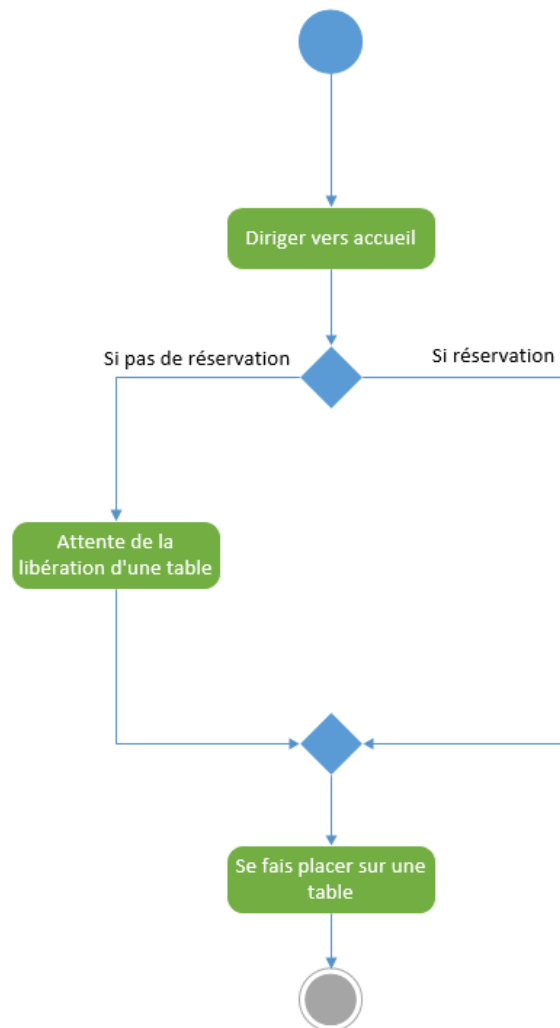 Diriger vers accueil
Si pas de réservation
Si réservation
Attente de la
libération d'une table
Se fais placer sur une
table